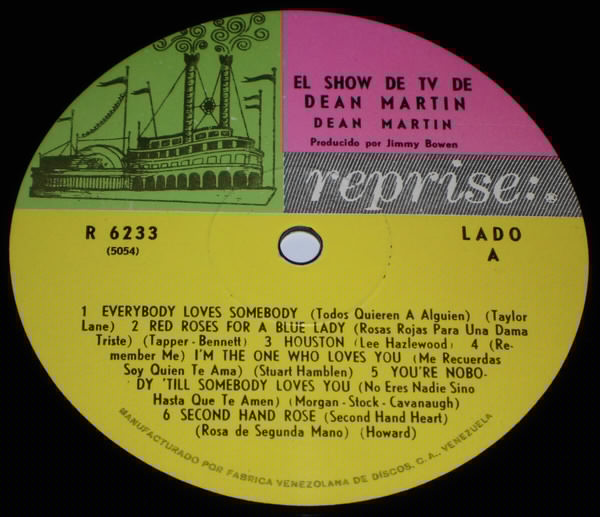 EL SHOW DE TV DE
DEAN MARTIN
DEAN MARTIN
Producido por Jimmy Bowen
reprise:®
R 6233
(5054)
LADO
A
1 EVERYBODY LOVES SOMEBODY (Todos Quieren A Alguien) (Taylor
Lane) 2 RED ROSES FOR A BLUE LADY (Rosas Rojas Para Una Dama
Triste) (Tapper-Bennett) 3 HOUSTON (Lee Hazlewood) 4 (Re-
member Me) I'M THE ONE WHO LOVES YOU (Me Recuerdas
Soy Quien Te Ama) (Stuart Hamblen) 5 YOU'RE NOBO-
DY 'TILL SOMEBODY LOVES YOU (No Eres Nadie Sino
Hasta Que Te Amen) (Morgan-Stock-Cavanaugh)
6 SECOND HAND ROSE (Second Hand Heart)
(Rosa de Segunda Mano) (Howard)
MANUFACTURADO POR FABRICA VENEZOLANA DE DISCOS, C. A., VENEZUELA